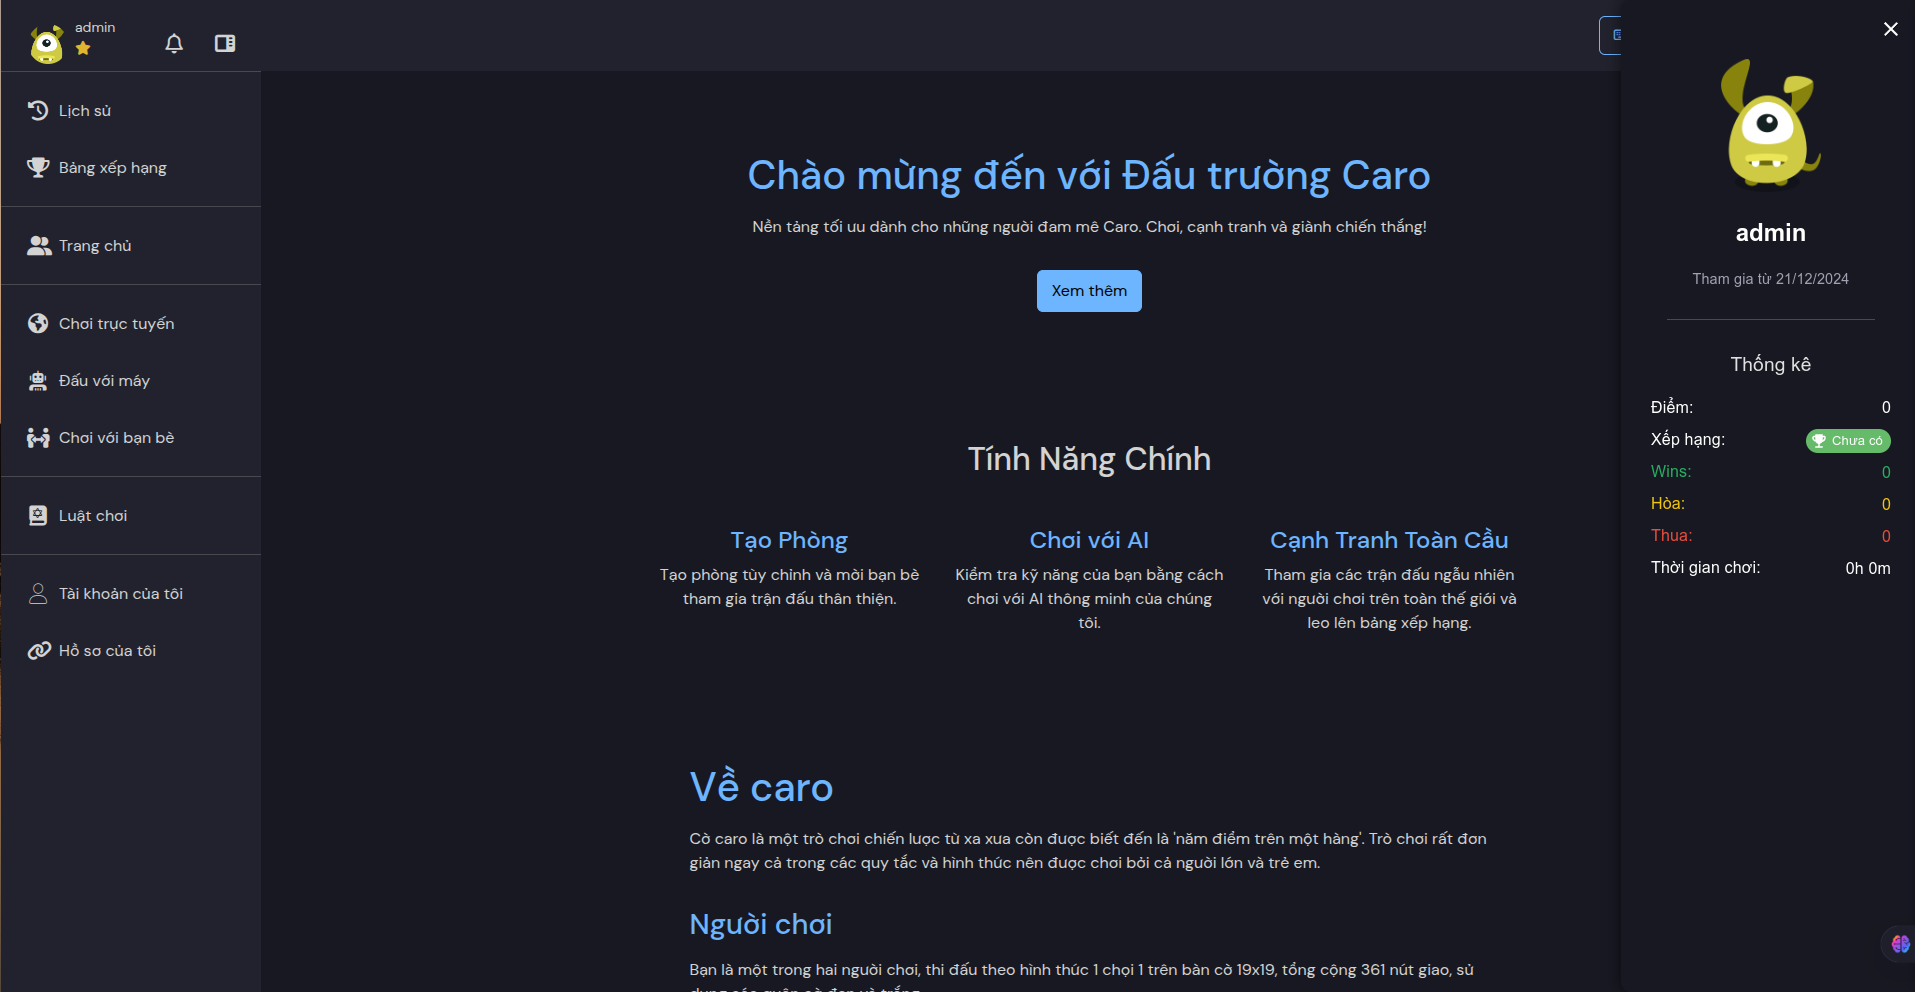 admin
Lịch sử
Bảng xếp hạng
Trang chủ
Chơi trực tuyến
Đấu với máy
Chơi với bạn bè
Luật chơi
Tài khoản của tôi
Hồ sơ của tôi
Chào mừng đến với Đấu trường Caro
Nền tảng tối ưu dành cho những người đam mê Caro. Chơi, cạnh tranh và giành chiến thắng!
Xem thêm
Tính Năng Chính
Tạo Phòng
Tạo phòng tùy chỉnh và mời bạn bè
tham gia trận đấu thân thiện.
Chơi với AI
Kiểm tra kỹ năng của bạn bằng cách
chơi với AI thông minh của chúng
tôi.
Cạnh Tranh Toàn Cầu
Tham gia các trận đấu ngẫu nhiên
với người chơi trên toàn thế giới và
leo lên bảng xếp hạng.
Về caro
Cờ caro là một trò chơi chiến lược từ xa xưa còn được biết đến là 'năm điểm trên một hàng'. Trò chơi rất đơn
giản ngay cả trong các quy tắc và hình thức nên được chơi bởi cả người lớn và trẻ em.
Người chơi
Bạn là một trong hai người chơi, thi đấu theo hình thức 1 chọi 1 trên bàn cờ 19x19, tổng cộng 361 nút giao, sử
dụng các quân cờ đen và trắng.
admin
Tham gia từ 21/12/2024
Thống kê
Điểm: 0
Xếp hạng: Chưa có
Wins: 0
Hòa: 0
Thua: 0
Thời gian chơi: 0h 0m